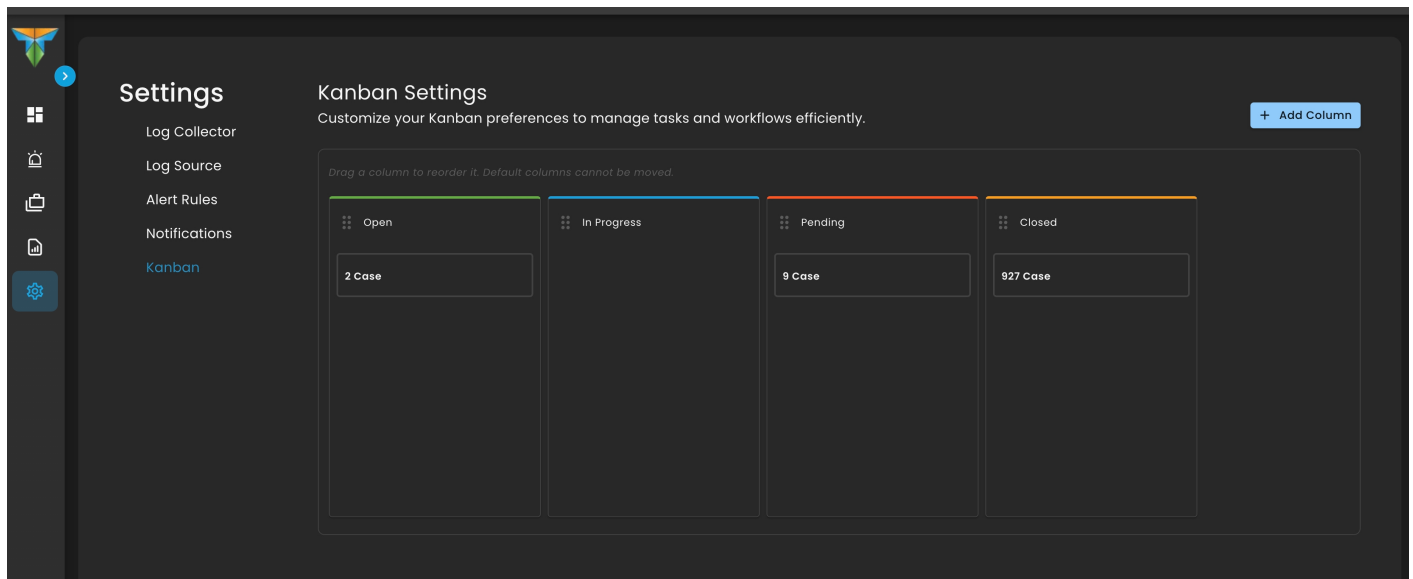 Settings
Log Collector
Log Source
Alert Rules
Notifications
Kanban
Kanban Settings
Customize your Kanban preferences to manage tasks and workflows efficiently.
+ Add Column
Drag a column to reorder it. Default columns cannot be moved.
Open
In Progress
Pending
Closed
2 Case
9 Case
927 Case